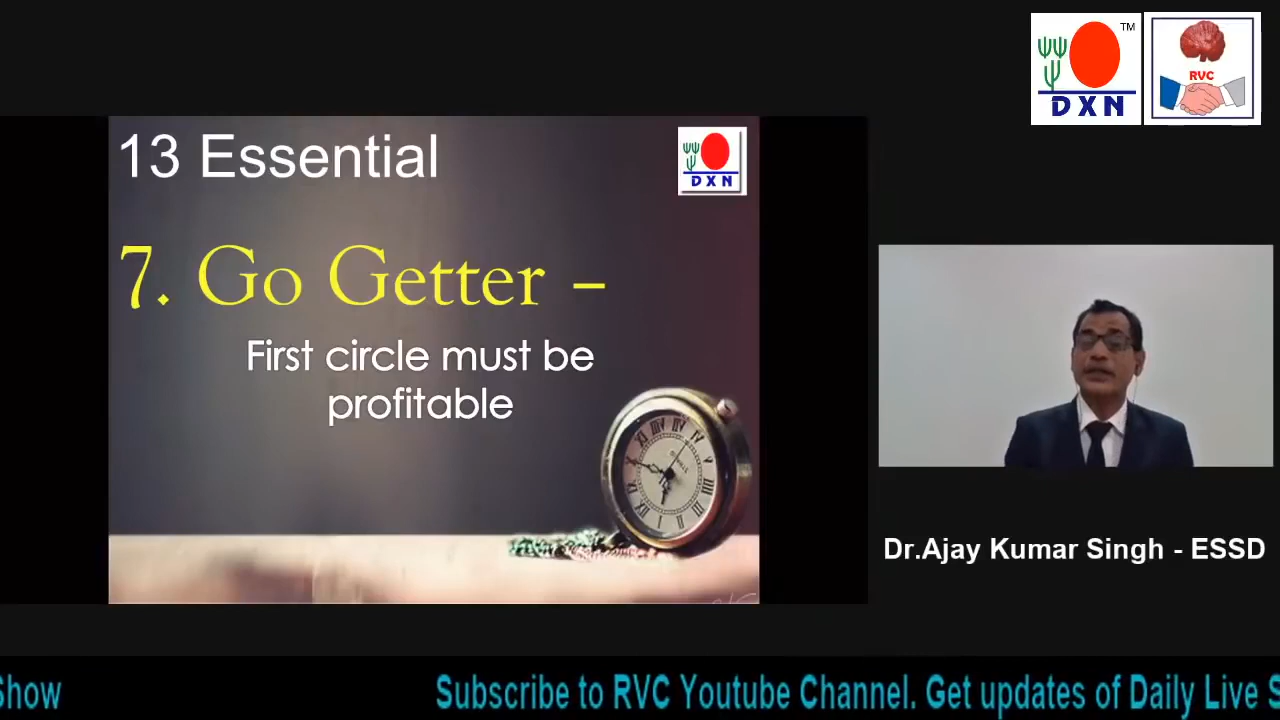 TM
DXN
RVC
13 Essential
DXN
7. Go Getter –
First circle must be
profitable
Dr.Ajay Kumar Singh - ESSD
Show
Subscribe to RVC Youtube Channel. Get updates of Daily Live S